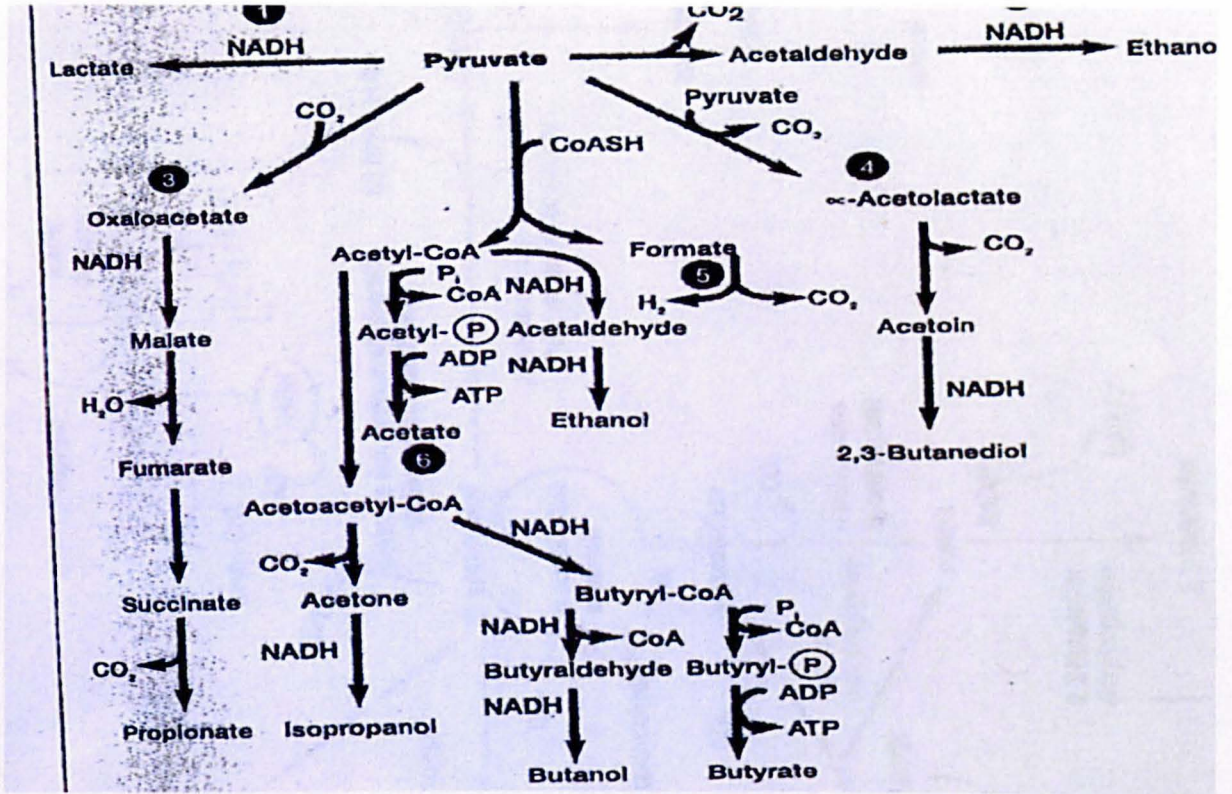 1
CO2
NADH
NADH
Lactate
Pyruvate
Acetaldehyde
Ethano
CO₂
Pyruvate
CO₂
CoASH
3
4
Oxaloacetate
∝-Acetolactate
NADH
Acetyl-CoA
Formate
CO₂
Pᵢ
CoA
NADH
5
H₂
CO₂
Malate
Acetyl-Ⓟ
Acetaldehyde
Acetoin
ADP
NADH
ATP
NADH
H₂O
Acetate
Ethanol
6
Fumarate
2,3-Butanediol
Acetoacetyl-CoA
NADH
CO₂
Succinate
Acetone
Butyryl-CoA
Pᵢ
NADH
CoA
CoA
NADH
CO₂
Butyraldehyde
Butyryl-Ⓟ
NADH
ADP
ATP
Propionate
Isopropanol
Butanol
Butyrate